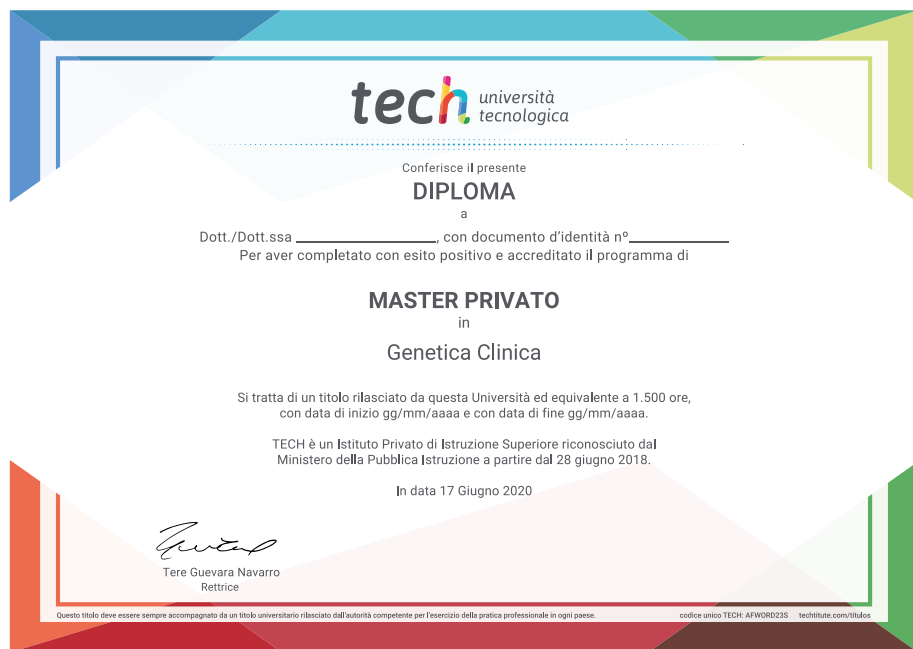 tech università
tecnologica
Conferisce il presente
DIPLOMA
a
Dott./Dott.ssa ________________, con documento d'identità nº___________
Per aver completato con esito positivo e accreditato il programma di
MASTER PRIVATO
in
Genetica Clinica
Si tratta di un titolo rilasciato da questa Università ed equivalente a 1.500 ore,
con data di inizio gg/mm/aaaa e con data di fine gg/mm/aaaa.
TECH è un Istituto Privato di Istruzione Superiore riconosciuto dal
Ministero della Pubblica Istruzione a partire dal 28 giugno 2018.
In data 17 Giugno 2020
Tere Guevara Navarro
Rettrice
Questo titolo deve essere sempre accompagnato da un titolo universitario rilasciato dall'autorità competente per l'esercizio della pratica professionale in ogni paese. codice unico TECH: AFWORD23S techtitute.com/titulos